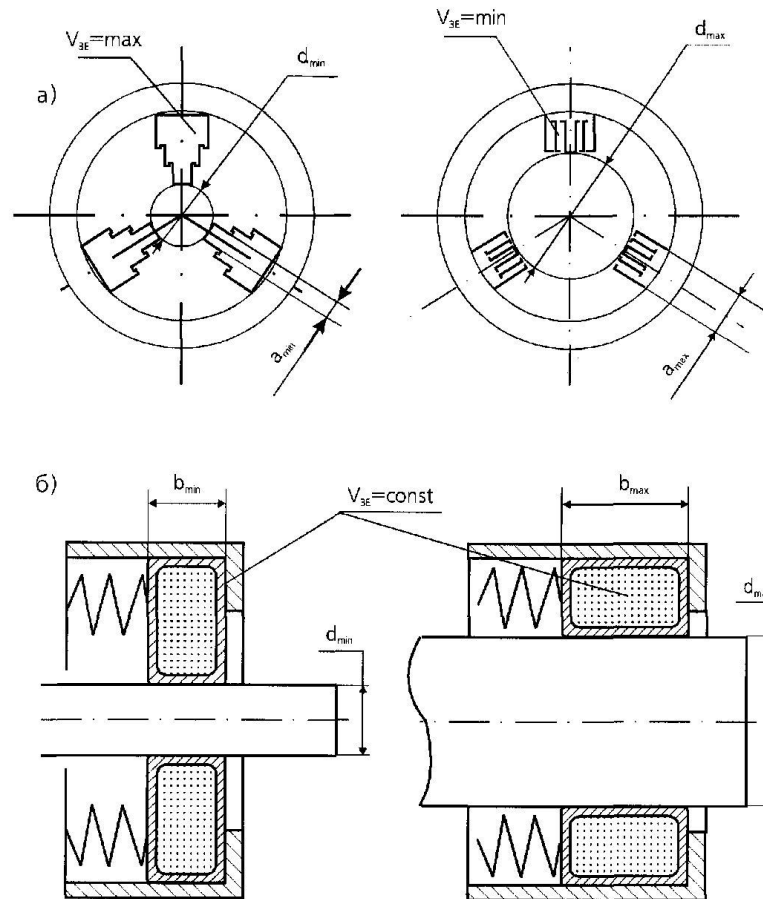 V_ЗЕ=max
d_min
V_ЗЕ=min
d_max
а)
a_min
a_max
б)
b_min
V_ЗЕ=const
b_max
d_min